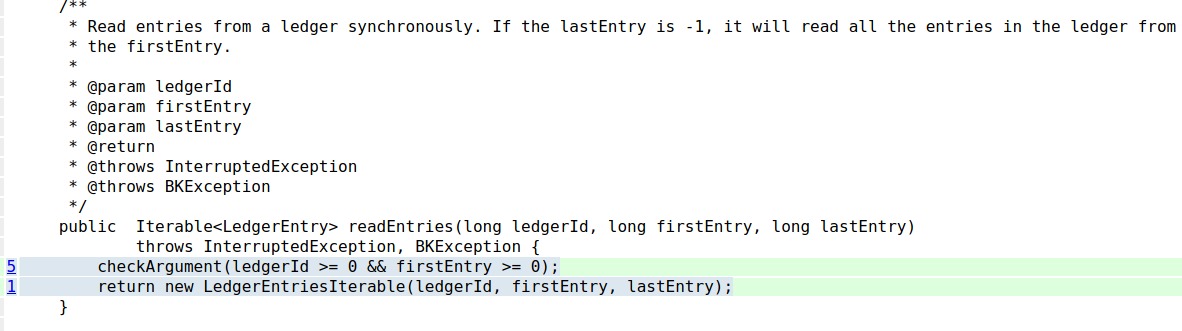 /**
* Read entries from a ledger synchronously. If the lastEntry is -1, it will read all the entries in the ledger from
* the firstEntry.
*
* @param ledgerId
* @param firstEntry
* @param lastEntry
* @return
* @throws InterruptedException
* @throws BKException
*/
public  Iterable<LedgerEntry> readEntries(long ledgerId, long firstEntry, long lastEntry)
throws InterruptedException, BKException {
5 checkArgument(ledgerId >= 0 && firstEntry >= 0);
1 return new LedgerEntriesIterable(ledgerId, firstEntry, lastEntry);
}